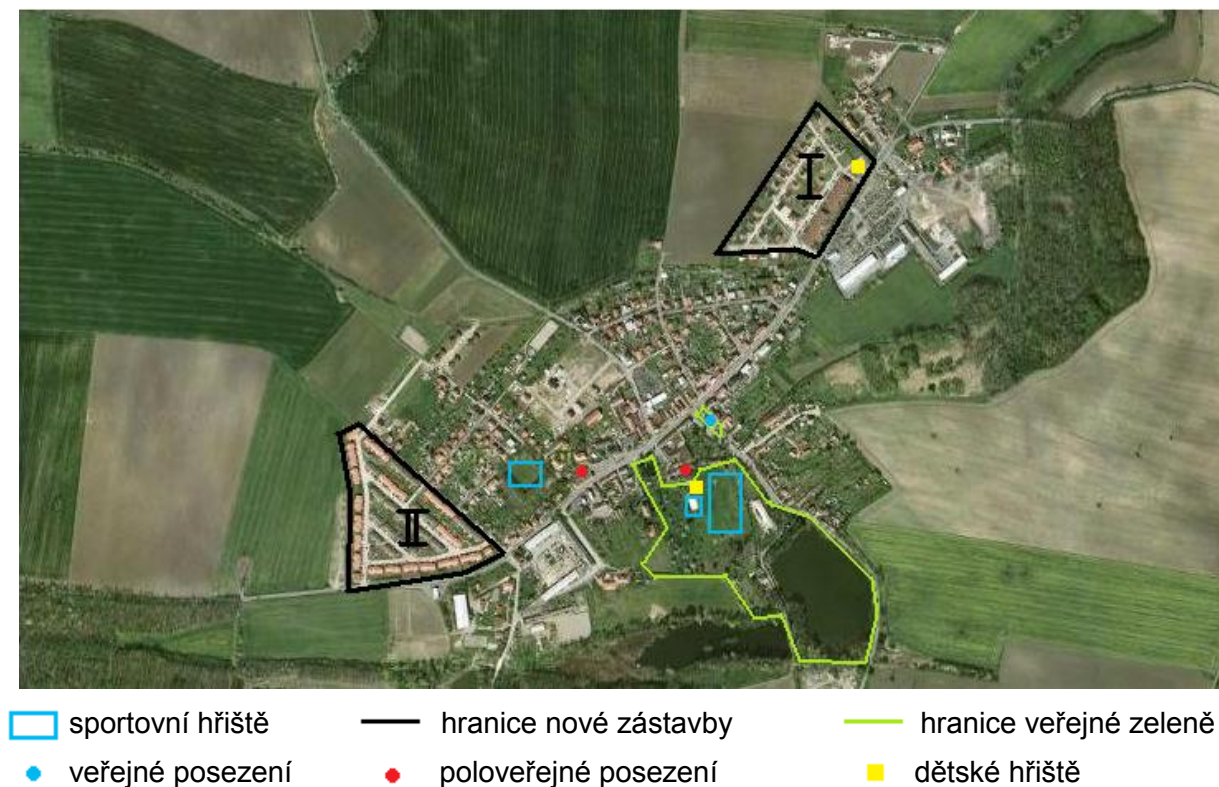 I
II
sportovní hřiště hranice nové zástavby hranice veřejné zeleně
veřejné posezení poloveřejné posezení dětské hřiště